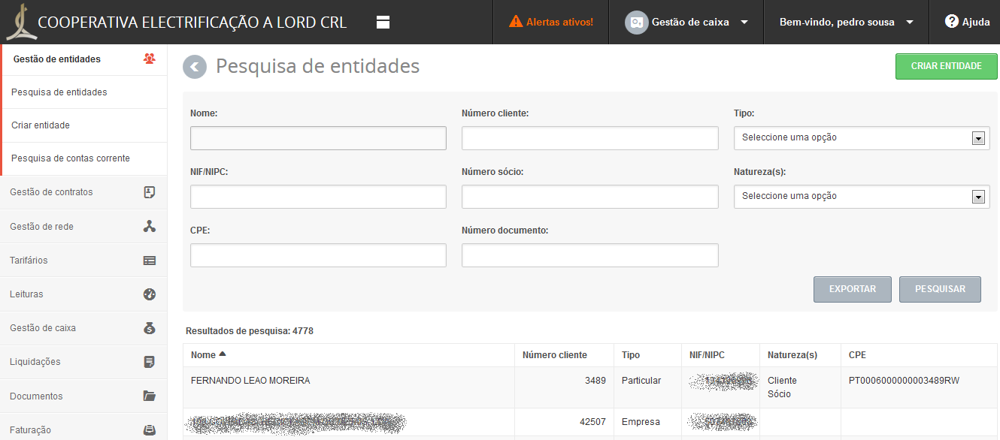 COOPERATIVA ELECTRIFICAÇÃO A LORD CRL
Alertas ativos!
Gestão de caixa
Bem-vindo, pedro sousa
? Ajuda
Gestão de entidades
Pesquisa de entidades
Criar entidade
Pesquisa de contas corrente
Gestão de contratos
Gestão de rede
Tarifários
Leituras
Gestão de caixa
Liquidações
Documentos
Faturação
Pesquisa de entidades
CRIAR ENTIDADE
Nome: Número cliente: Tipo:
Seleccione uma opção
NIF/NIPC: Número sócio: Natureza(s):
Seleccione uma opção
CPE: Número documento:
EXPORTAR PESQUISAR
Resultados de pesquisa: 4778
Nome Número cliente Tipo NIF/NIPC Natureza(s) CPE
FERNANDO LEAO MOREIRA 3489 Particular Cliente PT0006000000003489RW
Sócio
42507 Empresa